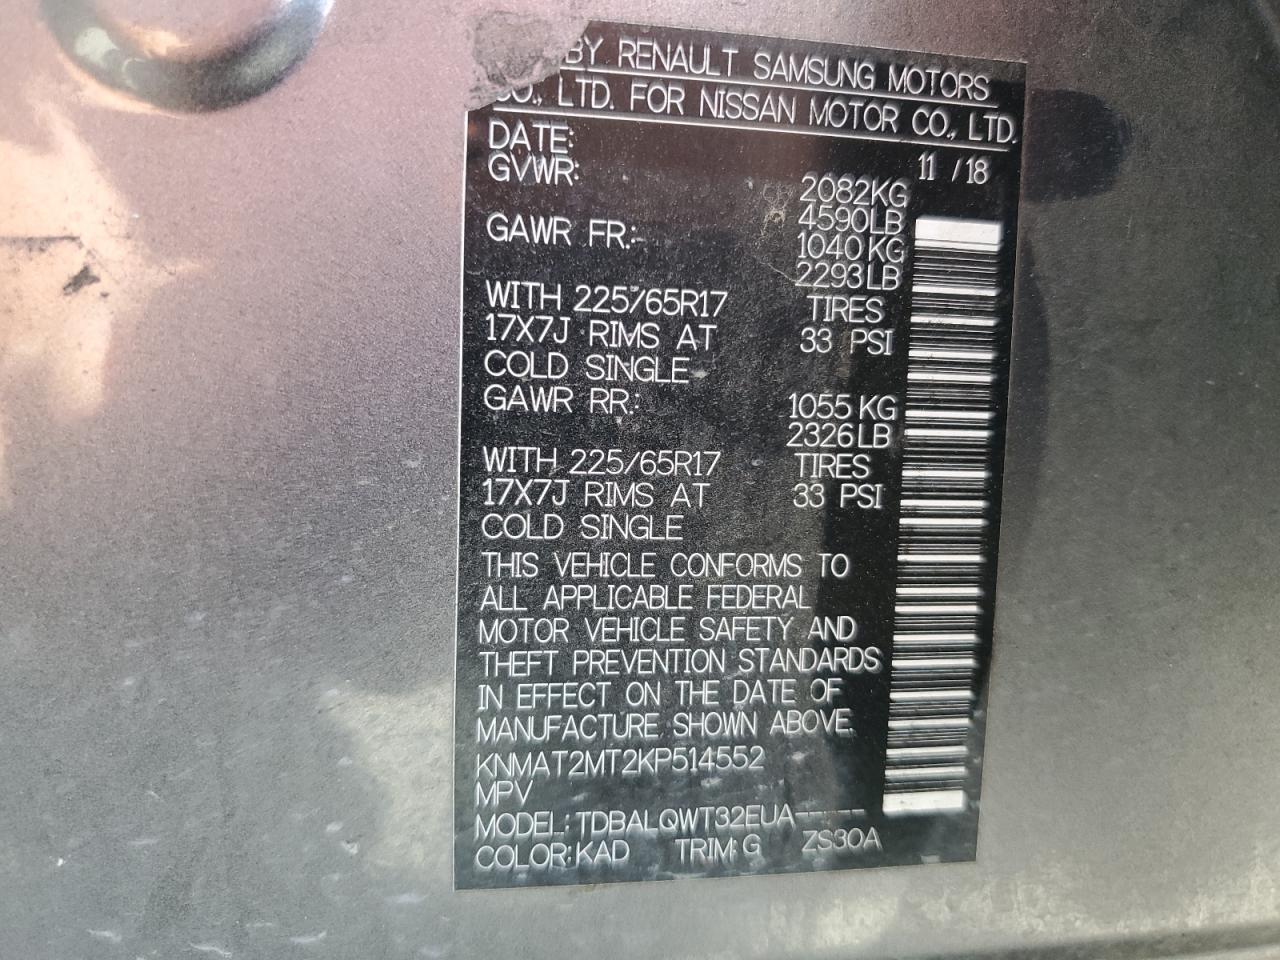 BY RENAULT SAMSUNG MOTORS
CO., LTD. FOR NISSAN MOTOR CO., LTD.
DATE: 11 / 18
GVWR: 2082KG
4590LB
GAWR FR.: 1040KG
2293LB
WITH 225/65R17 TIRES
17X7J RIMS AT 33 PSI
COLD SINGLE
GAWR RR.: 1055KG
2326LB
WITH 225/65R17 TIRES
17X7J RIMS AT 33 PSI
COLD SINGLE
THIS VEHICLE CONFORMS TO
ALL APPLICABLE FEDERAL
MOTOR VEHICLE SAFETY AND
THEFT PREVENTION STANDARDS
IN EFFECT ON THE DATE OF
MANUFACTURE SHOWN ABOVE.
KNMAT2MT2KP514552
MPV
MODEL: TDBALQWT32EUA-----
COLOR: KAD TRIM: G ZS30A